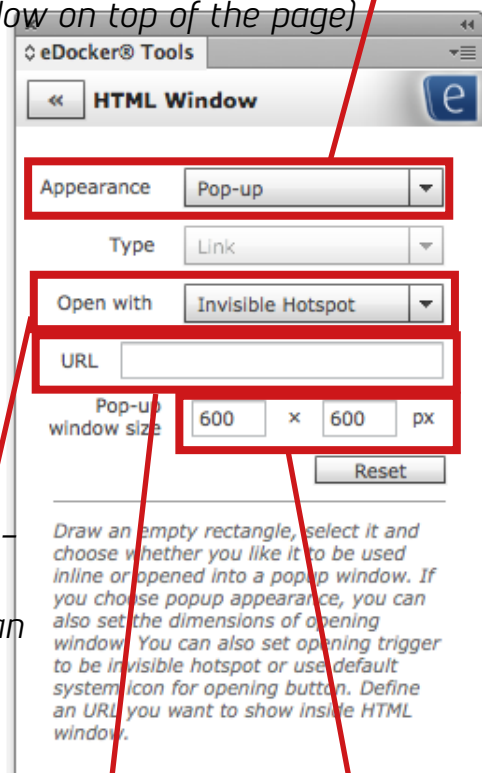 ow on top of the page)
eDocker® Tools
« HTML Window
e
Appearance Pop-up
Type Link
Open with Invisible Hotspot
URL
Pop-up
window size 600 × 600 px
Reset
–
Draw an empty rectangle, select it and
choose whether you like it to be used
inline or opened into a popup window. If
you choose popup appearance, you can
an
also set the dimensions of opening
window. You can also set opening trigger
to be invisible hotspot or use default
system icon for opening button. Define
an URL you want to show inside HTML
window.